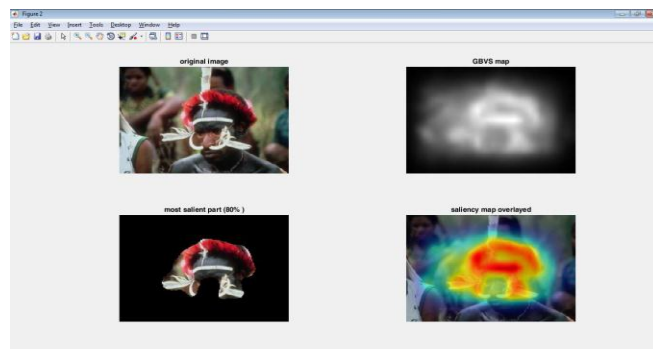 Figure 2
File Edit View Insert Tools Desktop Window Help
original image
GBVS map
most salient part (80% )
saliency map overlayed